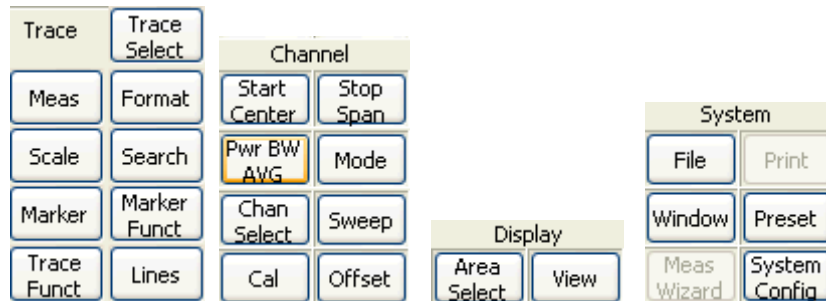 Trace
Trace
Select
Meas
Format
Scale
Search
Marker
Marker
Funct
Trace
Funct
Lines
Channel
Start
Center
Stop
Span
Pwr BW
AVG
Mode
Chan
Select
Sweep
Cal
Offset
Display
Area
Select
View
System
File
Print
Window
Preset
Meas
Wizard
System
Config